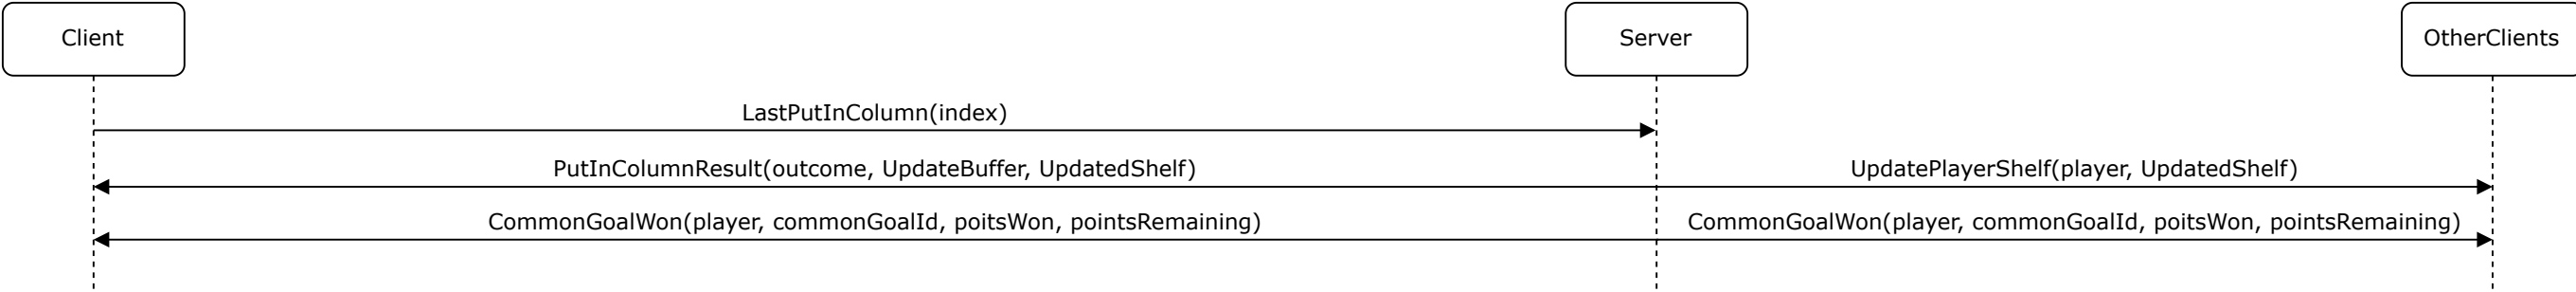 Client
Server
OtherClients
LastPutInColumn(index)
PutInColumnResult(outcome, UpdateBuffer, UpdatedShelf)
UpdatePlayerShelf(player, UpdatedShelf)
CommonGoalWon(player, commonGoalId, poitsWon, pointsRemaining)
CommonGoalWon(player, commonGoalId, poitsWon, pointsRemaining)